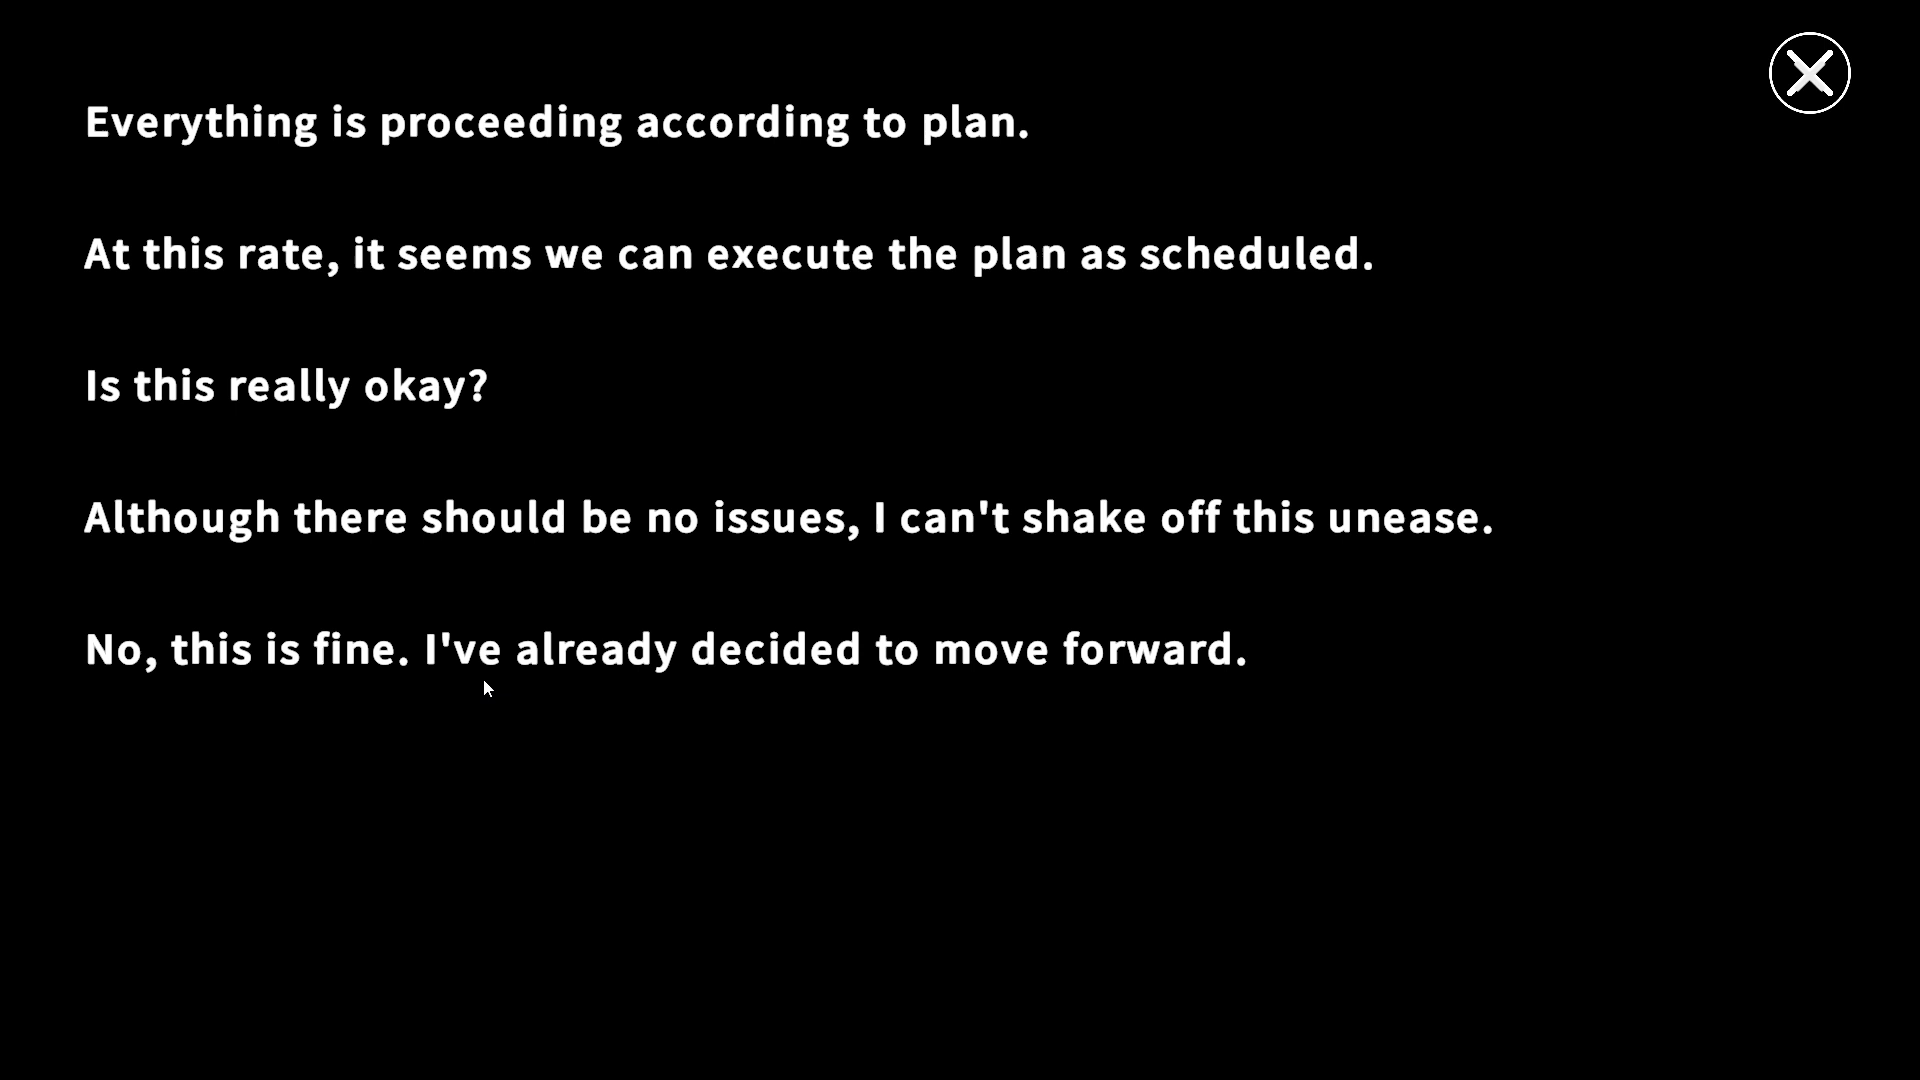 Everything is proceeding according to plan.
At this rate, it seems we can execute the plan as scheduled.
Is this really okay?
Although there should be no issues, I can't shake off this unease.
No, this is fine. I've already decided to move forward.